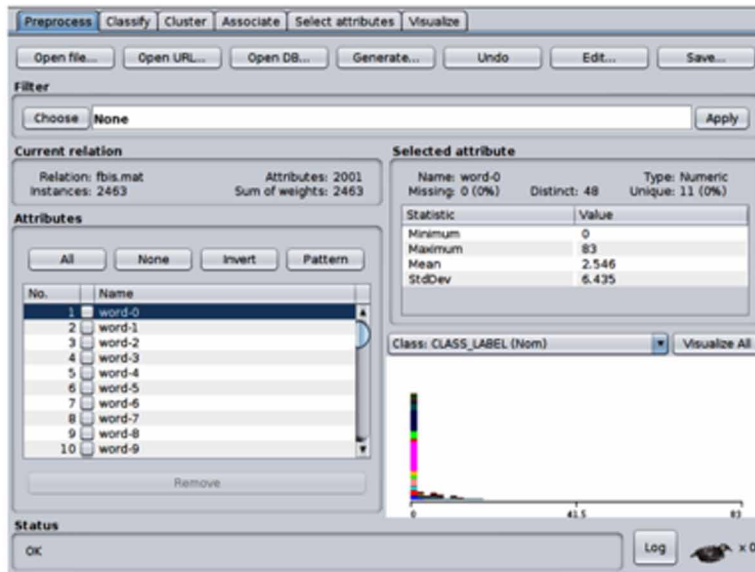 Preprocess Classify Cluster Associate Select attributes Visualize
Open file... Open URL... Open DB... Generate... Undo Edit... Save...
Filter
Choose None Apply
Current relation
Relation: fbis.mat Attributes: 2001
Instances: 2463 Sum of weights: 2463
Attributes
All None Invert Pattern
No. Name
1 word-0
2 word-1
3 word-2
4 word-3
5 word-4
6 word-5
7 word-6
8 word-7
9 word-8
10 word-9
Remove
Selected attribute
Name: word-0 Type: Numeric
Missing: 0 (0%) Distinct: 48 Unique: 11 (0%)
Statistic Value
Minimum 0
Maximum 83
Mean 2.546
StdDev 6.435
Class: CLASS_LABEL (Nom) Visualize All
0 41.5 83
Status
OK Log x 0